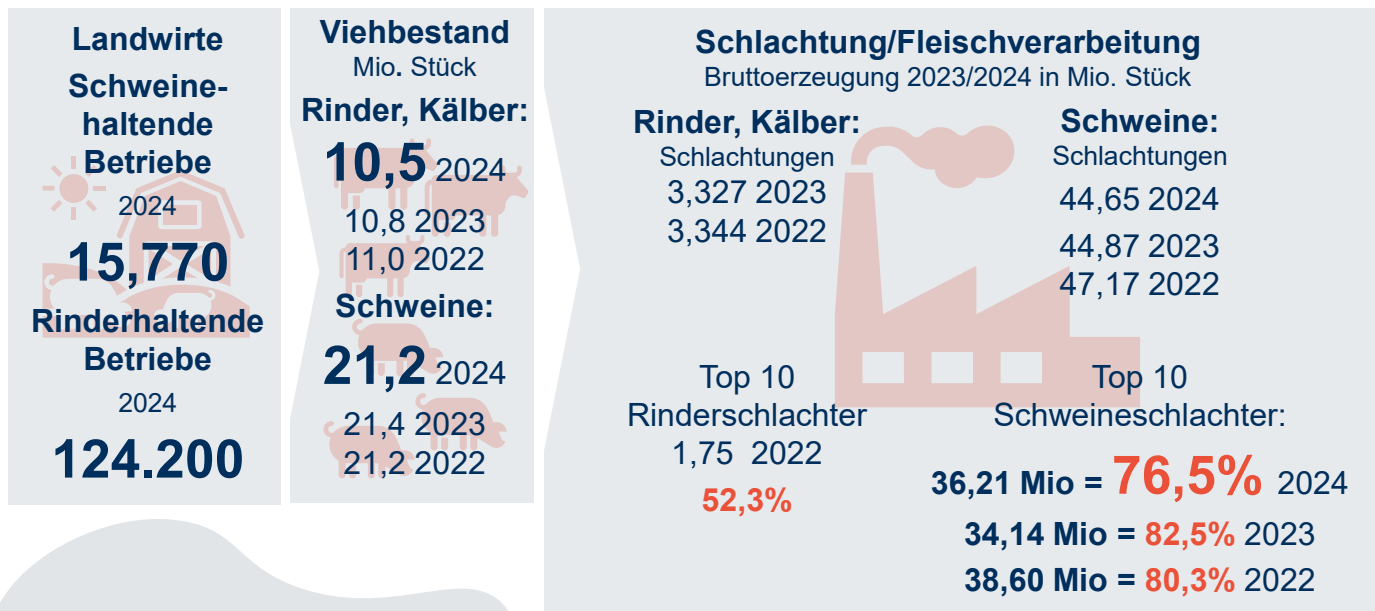 Landwirte
Schweine-
haltende
Betriebe
2024
15,770
Rinderhaltende
Betriebe
2024
124.200
Viehbestand
Mio. Stück
Rinder, Kälber:
10,5 2024
10,8 2023
11,0 2022
Schweine:
21,2 2024
21,4 2023
21,2 2022
Schlachtung/Fleischverarbeitung
Bruttoerzeugung 2023/2024 in Mio. Stück
Rinder, Kälber:
Schlachtungen
3,327 2023
3,344 2022
Top 10
Rinderschlachter
1,75 2022
52,3%
Schweine:
Schlachtungen
44,65 2024
44,87 2023
47,17 2022
Top 10
Schweineschlachter:
36,21 Mio = 76,5% 2024
34,14 Mio = 82,5% 2023
38,60 Mio = 80,3% 2022